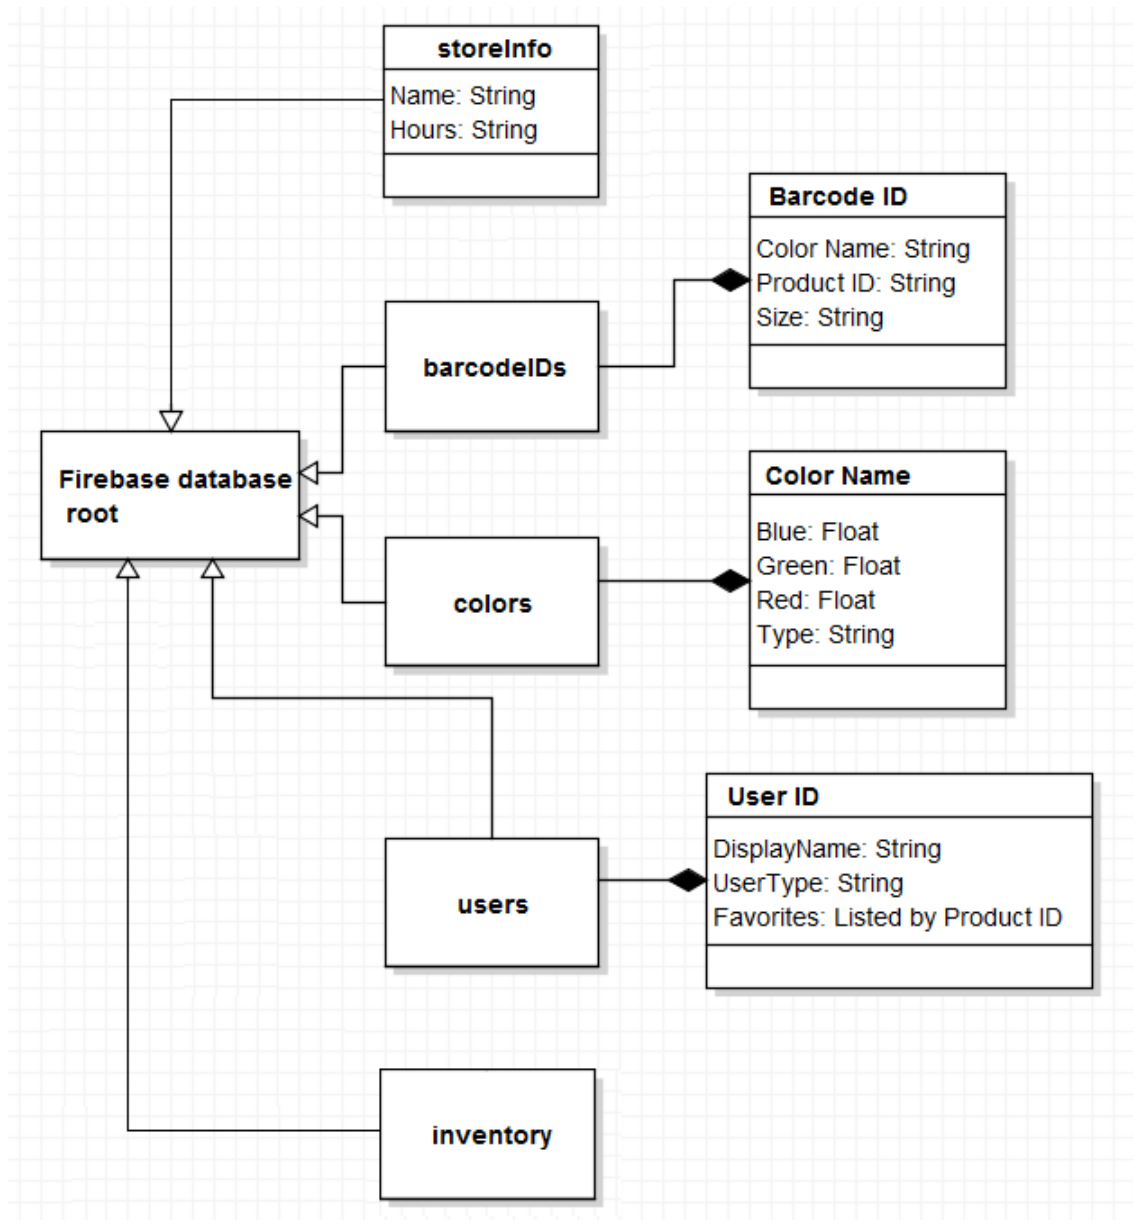 storeInfo
Name: String
Hours: String
Barcode ID
Color Name: String
Product ID: String
Size: String
barcodeIDs
Firebase database
root
Color Name
Blue: Float
Green: Float
Red: Float
Type: String
colors
User ID
DisplayName: String
UserType: String
Favorites: Listed by Product ID
users
inventory